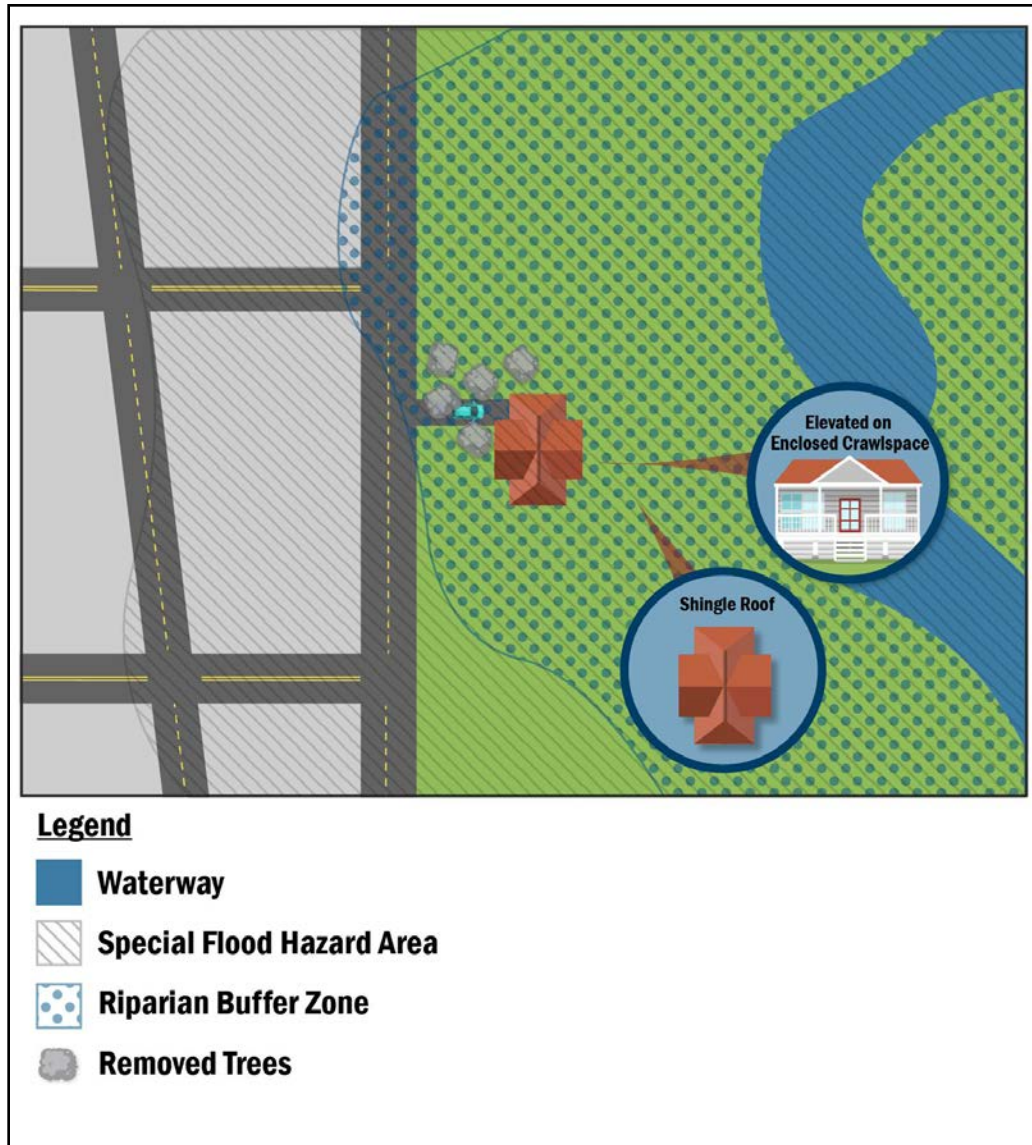 Elevated on
Enclosed Crawlspace
Shingle Roof
Legend
Waterway
Special Flood Hazard Area
Riparian Buffer Zone
Removed Trees